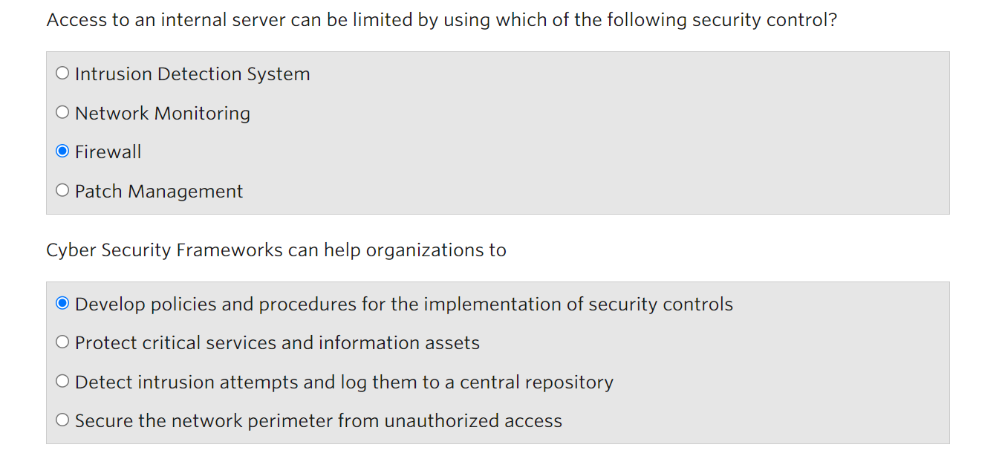 Access to an internal server can be limited by using which of the following security control?
Intrusion Detection System
Network Monitoring
Firewall
Patch Management
Cyber Security Frameworks can help organizations to
Develop policies and procedures for the implementation of security controls
Protect critical services and information assets
Detect intrusion attempts and log them to a central repository
Secure the network perimeter from unauthorized access